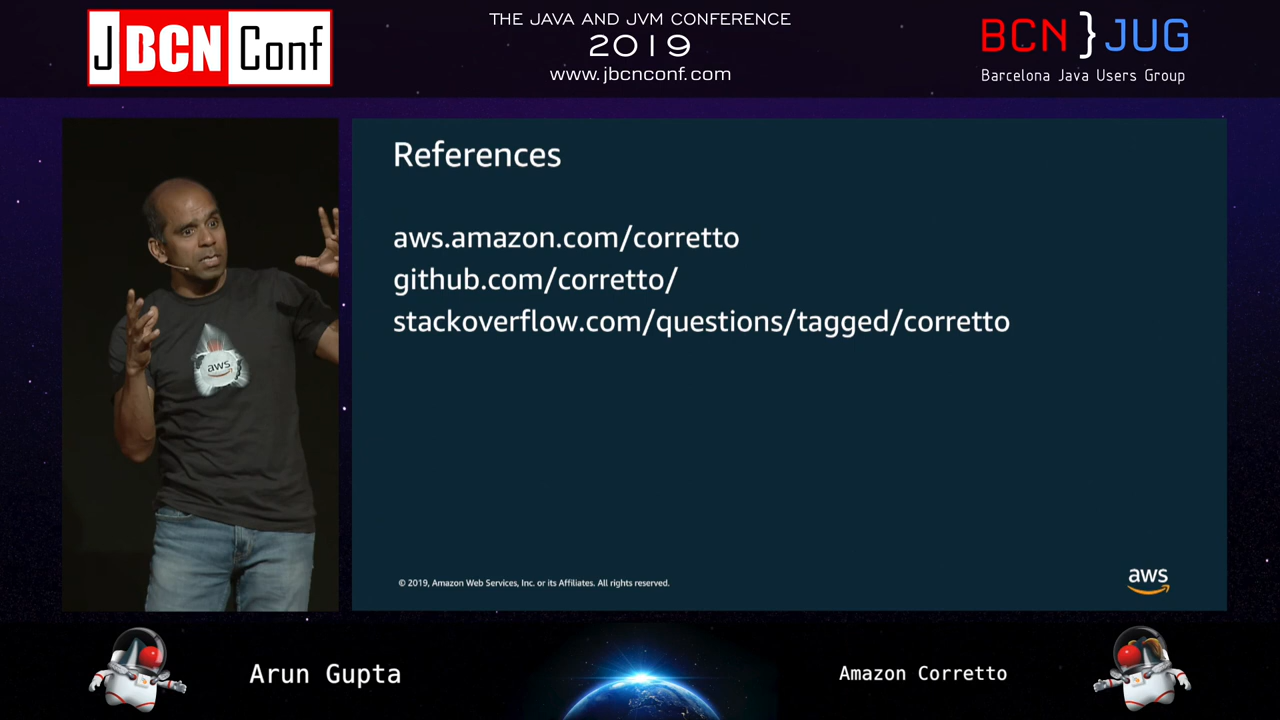 JBCNConf
THE JAVA AND JVM CONFERENCE
2019
www.jbcnconf.com
BCN}JUG
Barcelona Java Users Group
References
aws.amazon.com/corretto
github.com/corretto/
stackoverflow.com/questions/tagged/corretto
aws
© 2019, Amazon Web Services, Inc. or its Affiliates. All rights reserved.
aws
Arun Gupta
Amazon Corretto